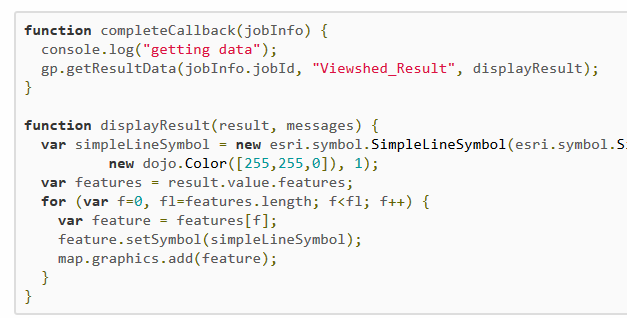 function completeCallback(jobInfo) {
  console.log("getting data");
  gp.getResultData(jobInfo.jobId, "Viewshed_Result", displayResult);
}

function displayResult(result, messages) {
  var simpleLineSymbol = new esri.symbol.SimpleLineSymbol(esri.symbol.S
          new dojo.Color([255,255,0]), 1);
  var features = result.value.features;
  for (var f=0, fl=features.length; f<fl; f++) {
    var feature = features[f];
    feature.setSymbol(simpleLineSymbol);
    map.graphics.add(feature);
  }
}